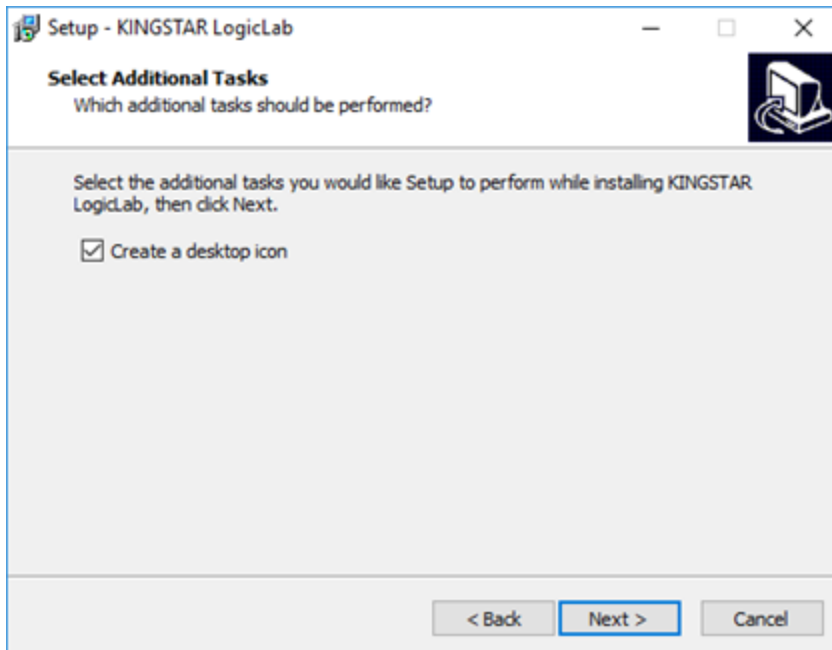 Setup - KINGSTAR LogicLab
Select Additional Tasks
Which additional tasks should be performed?
Select the additional tasks you would like Setup to perform while installing KINGSTAR
LogicLab, then click Next.
Create a desktop icon
< Back Next > Cancel